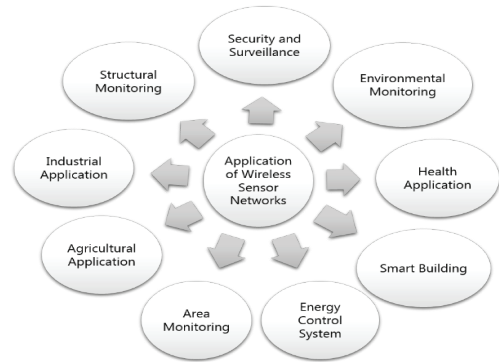 Security and
Surveillance
Structural
Monitoring
Environmental
Monitoring
Industrial
Application
Application
of Wireless
Sensor
Networks
Health
Application
Agricultural
Application
Smart Building
Area
Monitoring
Energy
Control
System